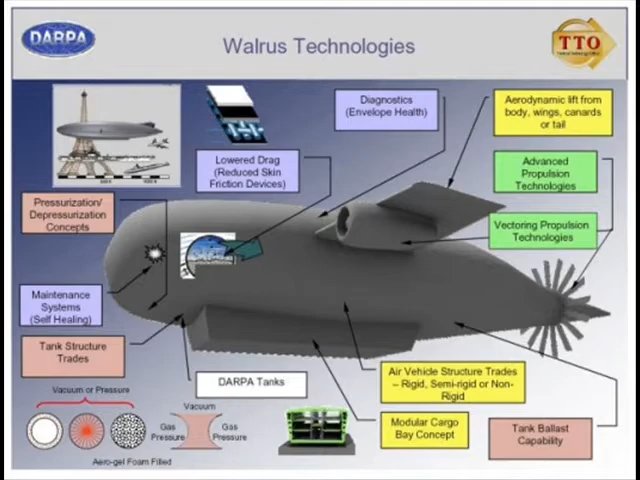 DARPA
Walrus Technologies
TTO
Diagnostics
(Envelope Health)
Aerodynamic lift from
body, wings, canards
or tail
Lowered Drag
(Reduced Skin
Friction Devices)
Advanced
Propulsion
Technologies
Pressurization/
Depressurization
Concepts
Vectoring Propulsion
Technologies
Maintenance
Systems
(Self Healing)
Tank Structure
Trades
DARPA Tanks
Air Vehicle Structure Trades
– Rigid, Semi-rigid or Non-
Rigid
Vacuum or Pressure
Vacuum
Gas
Pressure
Gas
Pressure
Modular Cargo
Bay Concept
Tank Ballast
Capability
Aero-gel Foam Filled